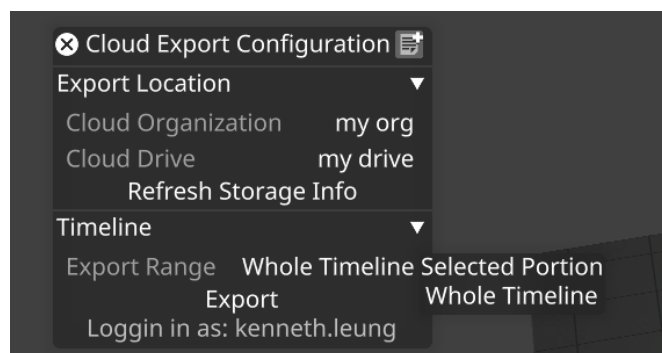 Cloud Export Configuration
Export Location
Cloud Organization my org
Cloud Drive my drive
Refresh Storage Info
Timeline
Export Range Whole Timeline Selected Portion
Export Whole Timeline
Loggin in as: kenneth.leung